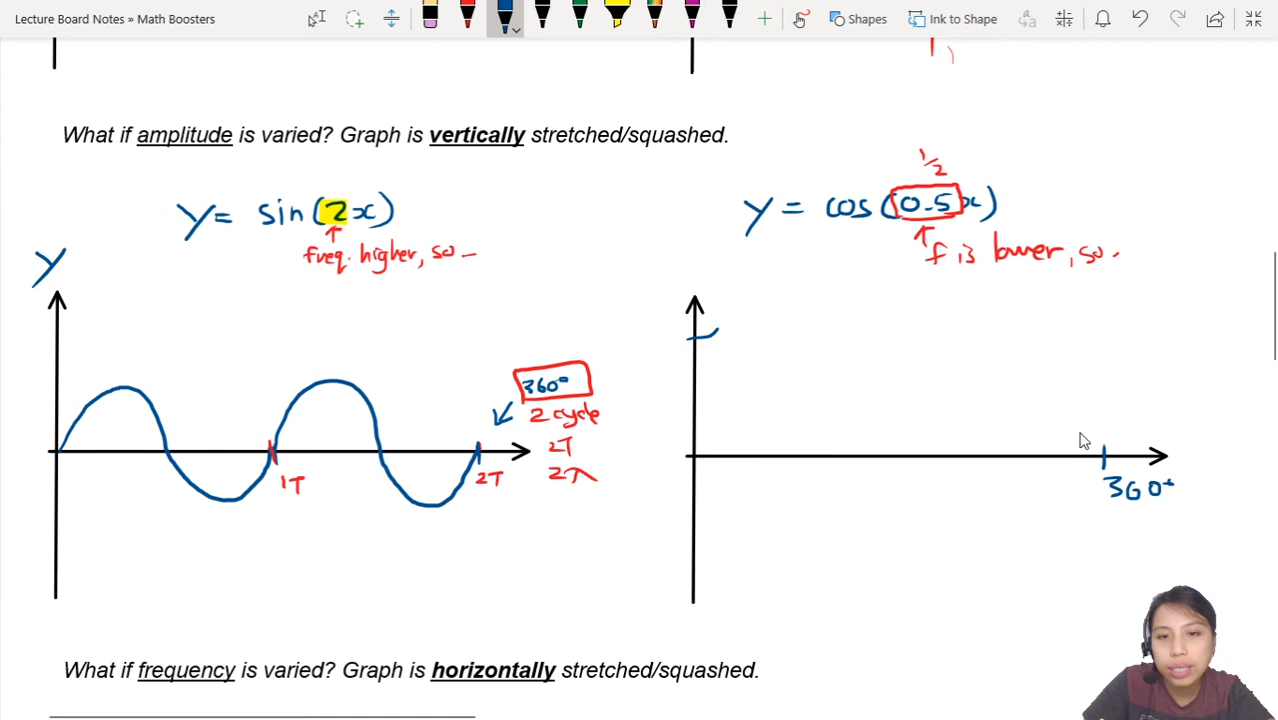 Lecture Board Notes » Math Boosters
Shapes
Ink to Shape
What if amplitude is varied? Graph is vertically stretched/squashed.
y = sin(2x)
freq. higher, so -
1/2
y = cos(0.5x)
f is lower, so .
y
360°
2 cycle
2T
2π
1T
2T
360°
What if frequency is varied? Graph is horizontally stretched/squashed.